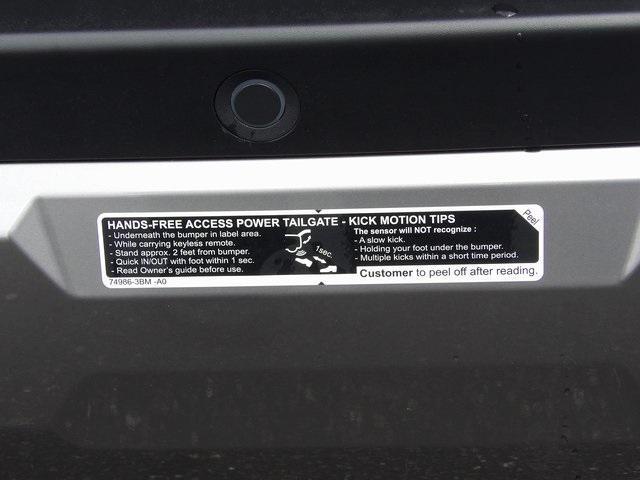 HANDS-FREE ACCESS POWER TAILGATE - KICK MOTION TIPS
Peel
- Underneath the bumper in label area.
- While carrying keyless remote.
- Stand approx. 2 feet from bumper.
- Quick IN/OUT with foot within 1 sec.
- Read Owner's guide before use.
1sec.
The sensor will NOT recognize :
- A slow kick.
- Holding your foot under the bumper.
- Multiple kicks within a short time period.
Customer to peel off after reading.
74986-3BM -A0